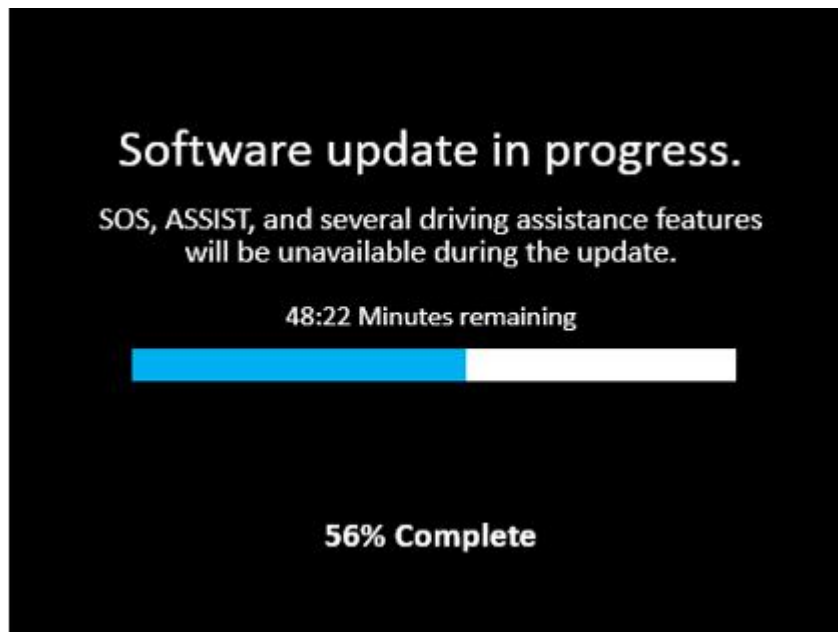 Software update in progress.
SOS, ASSIST, and several driving assistance features
will be unavailable during the update.
48:22 Minutes remaining
56% Complete